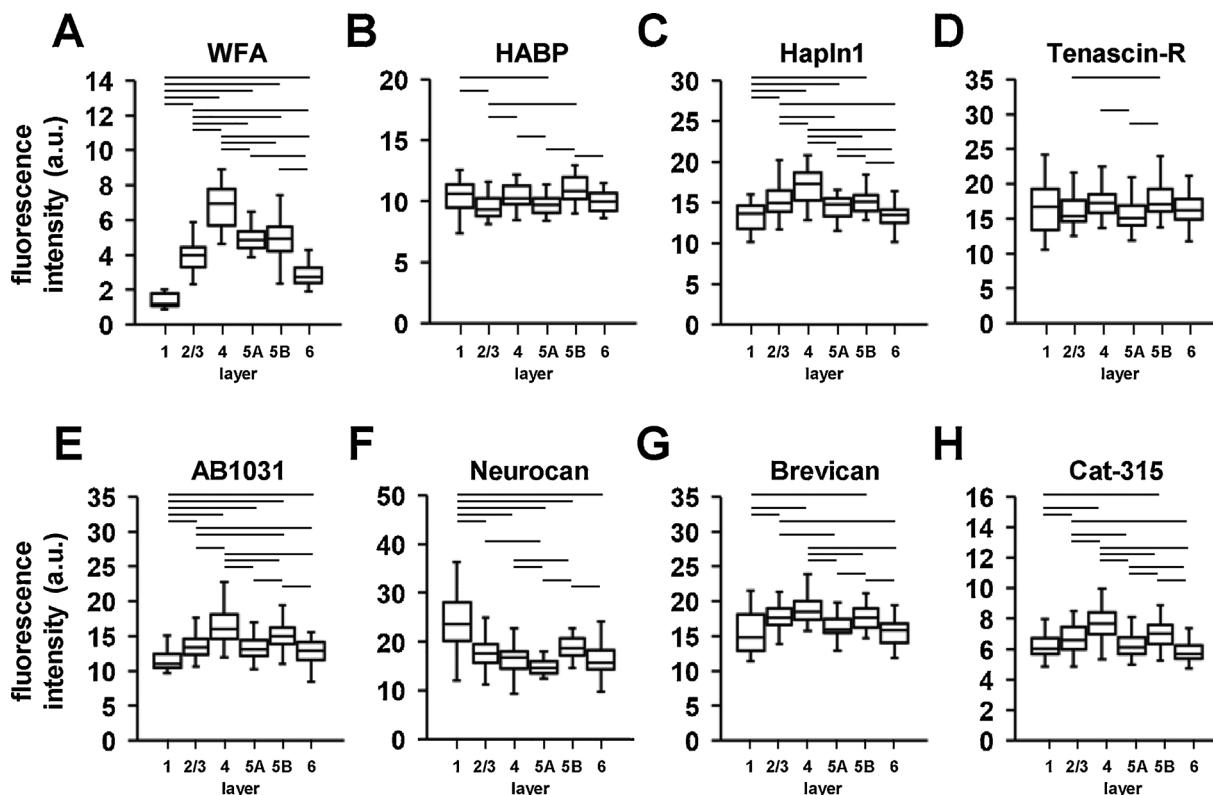 A
WFA
fluorescence
intensity (a.u.)
14
12
10
8
6
4
2
0
1 2/3 4 5A 5B 6
layer
B
HABP
20
15
10
5
0
1 2/3 4 5A 5B 6
layer
C
Hapln1
30
25
20
15
10
5
0
1 2/3 4 5A 5B 6
layer
D
Tenascin-R
35
30
25
20
15
10
5
0
1 2/3 4 5A 5B 6
layer
E
AB1031
fluorescence
intensity (a.u.)
35
30
25
20
15
10
5
0
1 2/3 4 5A 5B 6
layer
F
Neurocan
50
40
30
20
10
0
1 2/3 4 5A 5B 6
layer
G
Brevican
35
30
25
20
15
10
5
0
1 2/3 4 5A 5B 6
layer
H
Cat-315
16
14
12
10
8
6
4
2
0
1 2/3 4 5A 5B 6
layer